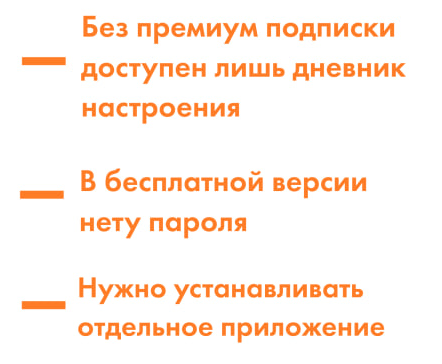 Без премиум подписки
доступен лишь дневник
настроения
В бесплатной версии
нету пароля
Нужно устанавливать
отдельное приложение